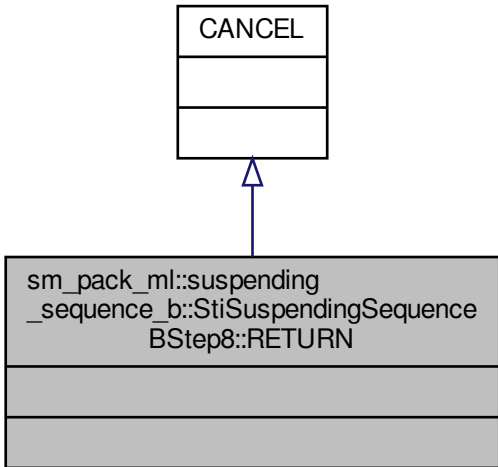 CANCEL
sm_pack_ml::suspending
_sequence_b::StiSuspendingSequence
BStep8::RETURN